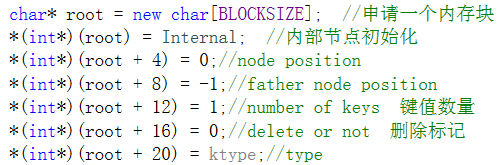 char* root = new char[BLOCKSIZE];  //申请一个内存块
*(int*)(root) = Internal;  //内部节点初始化
*(int*)(root + 4) = 0;//node position
*(int*)(root + 8) = -1;//father node position
*(int*)(root + 12) = 1;//number of keys  键值数量
*(int*)(root + 16) = 0;//delete or not  删除标记
*(int*)(root + 20) = ktype;//type